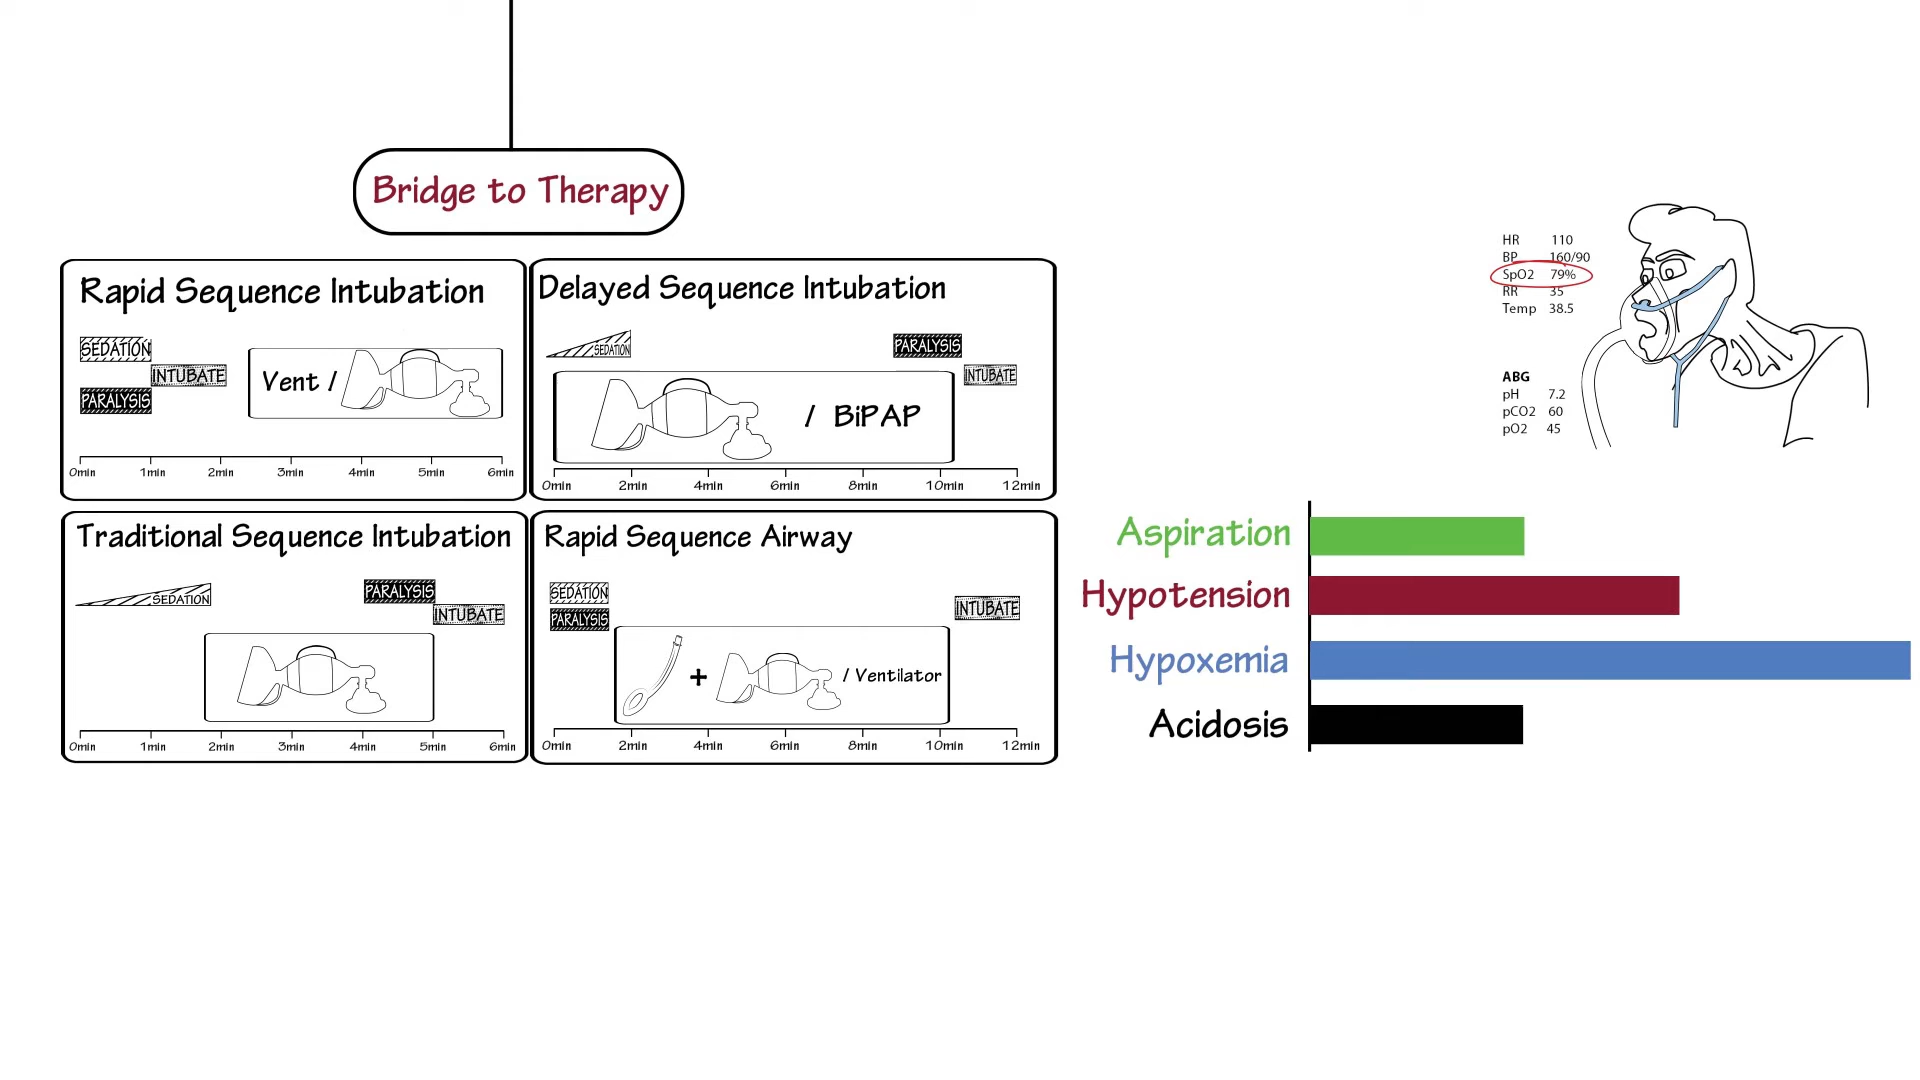 Bridge to Therapy
Rapid Sequence Intubation
SEDATION
INTUBATE
PARALYSIS
Vent /
0min 1min 2min 3min 4min 5min 6min
Delayed Sequence Intubation
SEDATION
PARALYSIS
INTUBATE
/ BiPAP
0min 2min 4min 6min 8min 10min 12min
Traditional Sequence Intubation
SEDATION
PARALYSIS
INTUBATE
0min 1min 2min 3min 4min 5min 6min
Rapid Sequence Airway
SEDATION
PARALYSIS
INTUBATE
+ / Ventilator
0min 2min 4min 6min 8min 10min 12min
HR 110
BP 160/90
SpO2 79%
RR 35
Temp 38.5
ABG
pH 7.2
pCO2 60
pO2 45
Aspiration
Hypotension
Hypoxemia
Acidosis